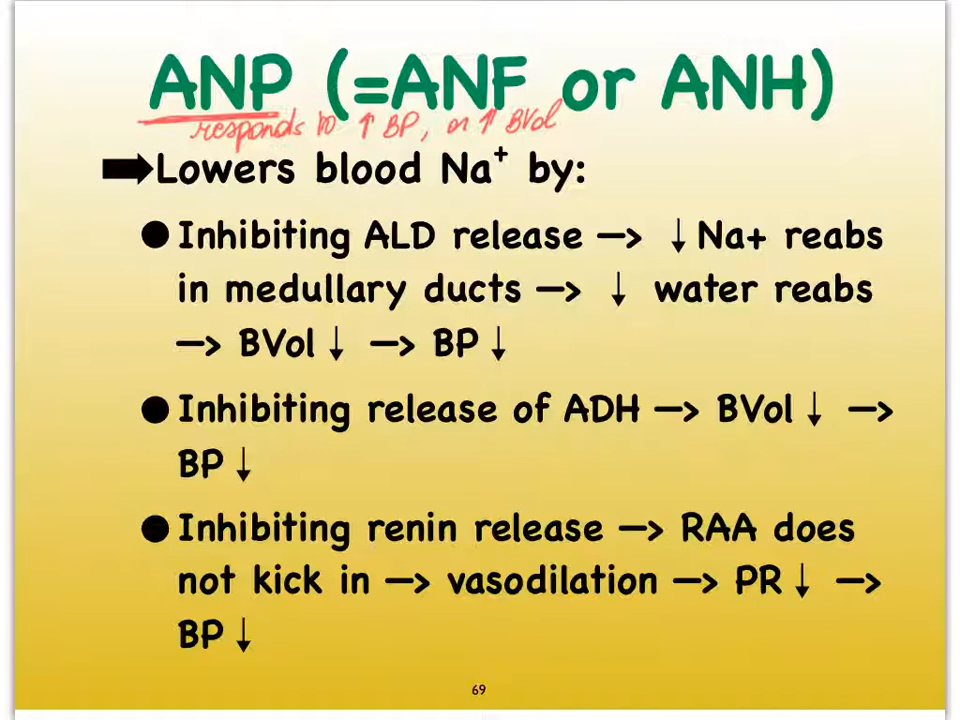 ANP (=ANF or ANH)
responds to ↑ BP, or ↑ BVol
➡Lowers blood Na⁺ by:
● Inhibiting ALD release —> ↓Na+ reabs
in medullary ducts —> ↓ water reabs
—> BVol↓ —> BP↓
● Inhibiting release of ADH —> BVol↓ —>
BP↓
● Inhibiting renin release —> RAA does
not kick in —> vasodilation —> PR↓ —>
BP↓
69